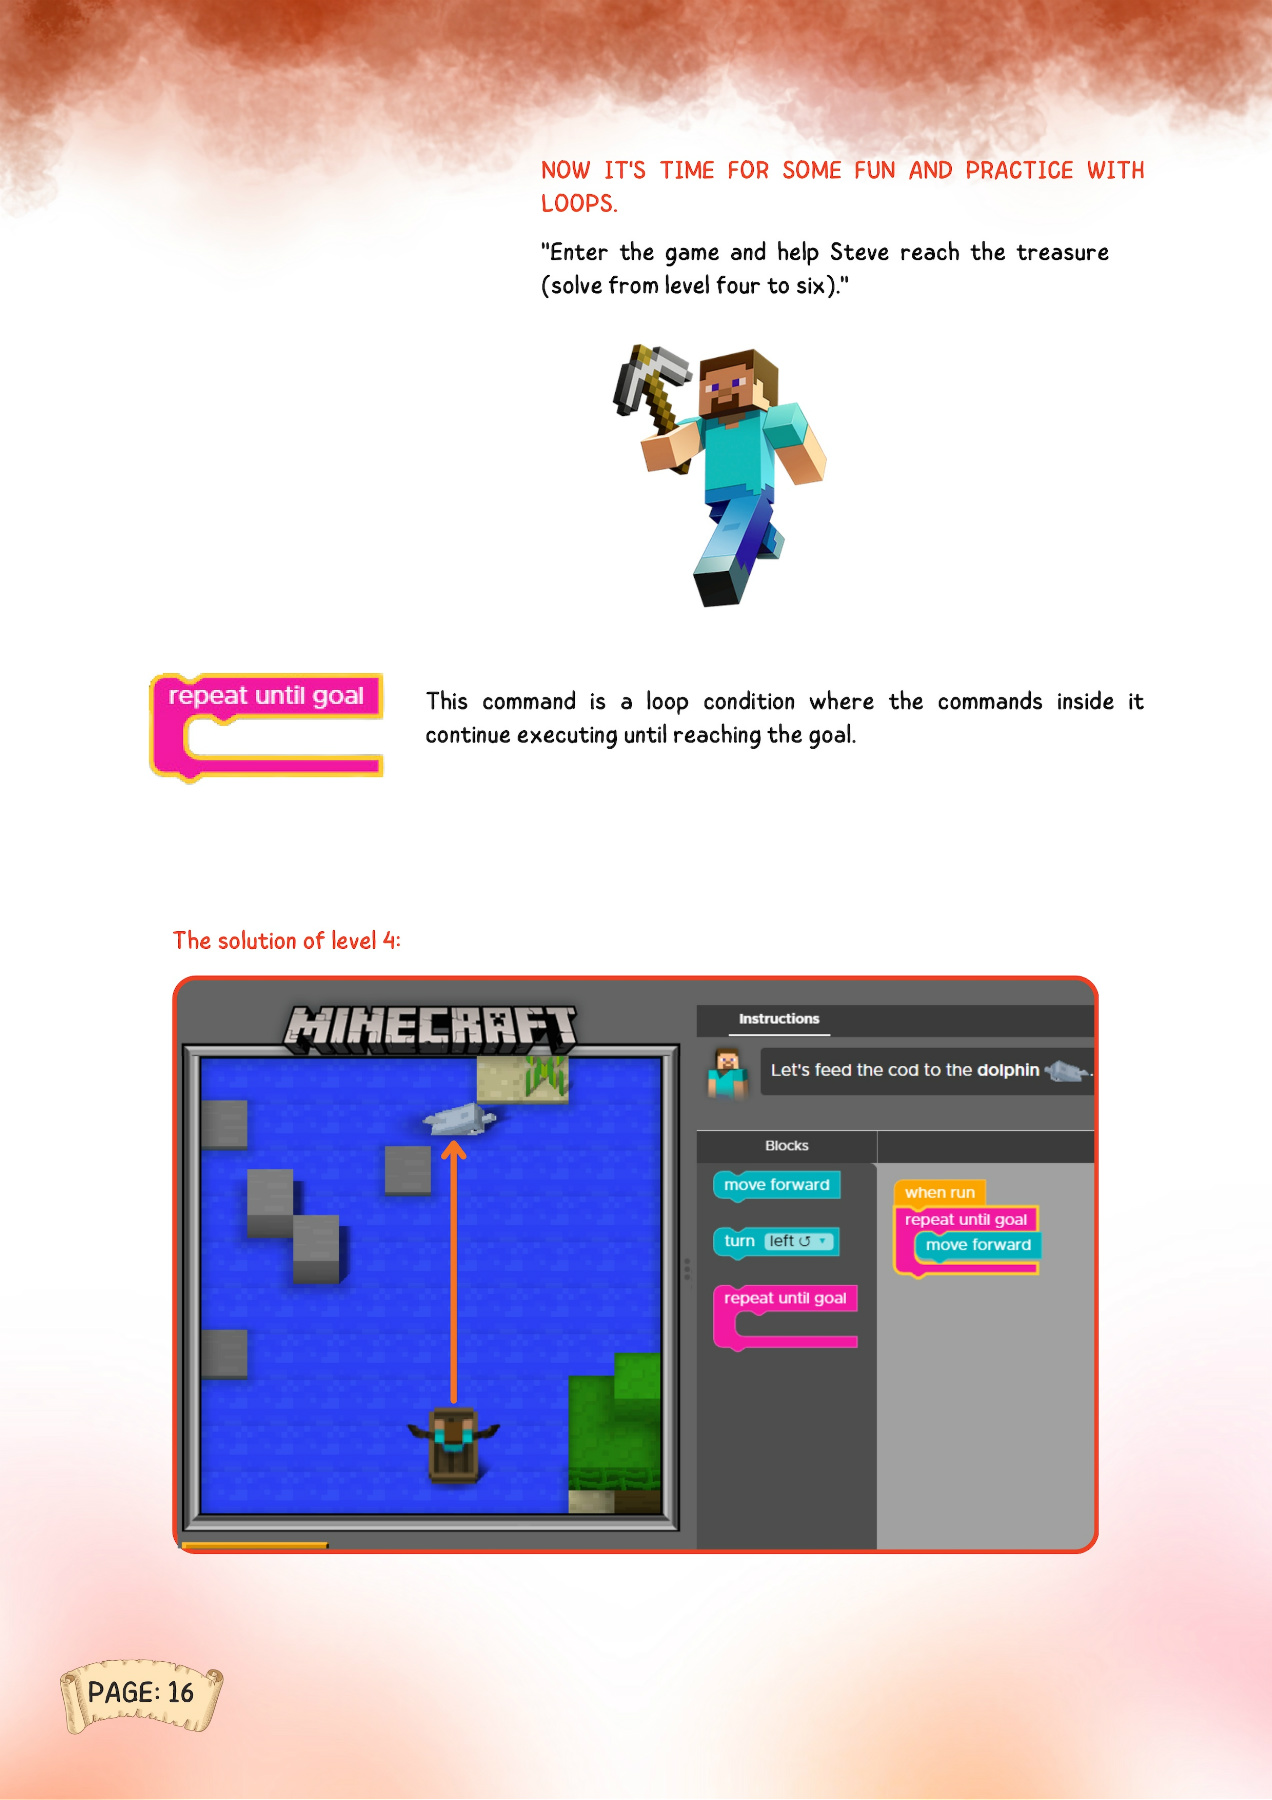 NOW IT'S TIME FOR SOME FUN AND PRACTICE WITH
LOOPS.
"Enter the game and help Steve reach the treasure
(solve from level four to six)."
repeat until goal
This command is a loop condition where the commands inside it
continue executing until reaching the goal.
The solution of level 4:
MINECRAFT
Instructions
Let's feed the cod to the dolphin .
Blocks
move forward
turn left ↺ ▼
repeat until goal
when run
repeat until goal
move forward
PAGE: 16